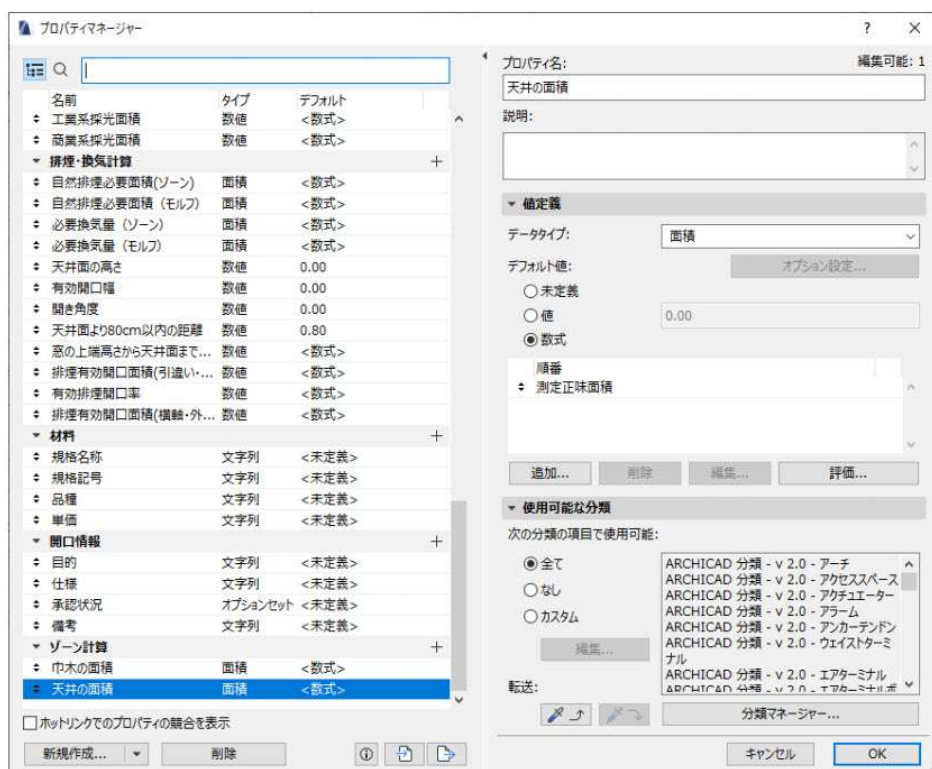 プロパティマネージャー
? ×
名前 タイプ デフォルト
工業系採光面積 数値 <数式>
商業系採光面積 数値 <数式>
排煙・換気計算 +
自然排煙必要面積(ゾーン) 面積 <数式>
自然排煙必要面積（モルフ） 面積 <数式>
必要換気量（ゾーン） 面積 <数式>
必要換気量（モルフ） 面積 <数式>
天井面の高さ 数値 0.00
有効開口幅 数値 0.00
開き角度 数値 0.00
天井面より80cm以内の距離 数値 0.80
窓の上端高さから天井面まで... 数値 <数式>
排煙有効開口面積(引違い・... 数値 <数式>
有効排煙開口率 数値 <数式>
排煙有効開口面積(横軸・外... 数値 <数式>
材料 +
規格名称 文字列 <未定義>
規格記号 文字列 <未定義>
品種 文字列 <未定義>
単価 文字列 <未定義>
開口情報 +
目的 文字列 <未定義>
仕様 文字列 <未定義>
承認状況 オプションセット <未定義>
備考 文字列 <未定義>
ゾーン計算 +
巾木の面積 面積 <数式>
天井の面積 面積 <数式>
ホットリンクでのプロパティの競合を表示
新規作成... 削除
プロパティ名: 編集可能: 1
天井の面積
説明:
値定義
データタイプ: 面積
デフォルト値: オプション設定...
未定義
値 0.00
数式
順番
測定正味面積
追加... 削除 編集... 評価...
使用可能な分類
次の分類の項目で使用可能:
全て
なし
カスタム
編集...
ARCHICAD 分類 - v 2.0 - アーチ
ARCHICAD 分類 - v 2.0 - アクセススペース
ARCHICAD 分類 - v 2.0 - アクチュエーター
ARCHICAD 分類 - v 2.0 - アラーム
ARCHICAD 分類 - v 2.0 - アンカーテンドン
ARCHICAD 分類 - v 2.0 - ウェイストターミ
ナル
ARCHICAD 分類 - v 2.0 - エアターミナル
ARCHICAD 分類 - v 2.0 - エアターミナルボ
転送:
分類マネージャー...
キャンセル OK